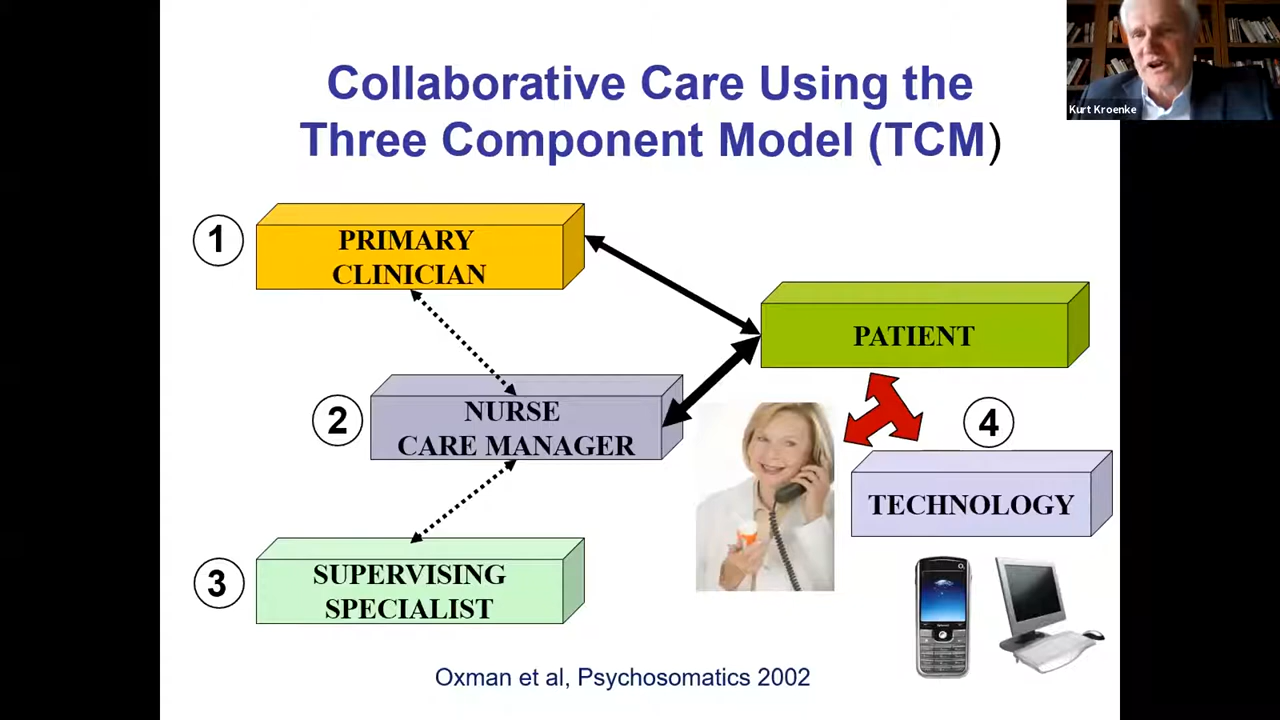 Collaborative Care Using the
Three Component Model (TCM)
Kurt Kroenke
1
PRIMARY
CLINICIAN
PATIENT
2
NURSE
CARE MANAGER
4
TECHNOLOGY
3
SUPERVISING
SPECIALIST
Oxman et al, Psychosomatics 2002